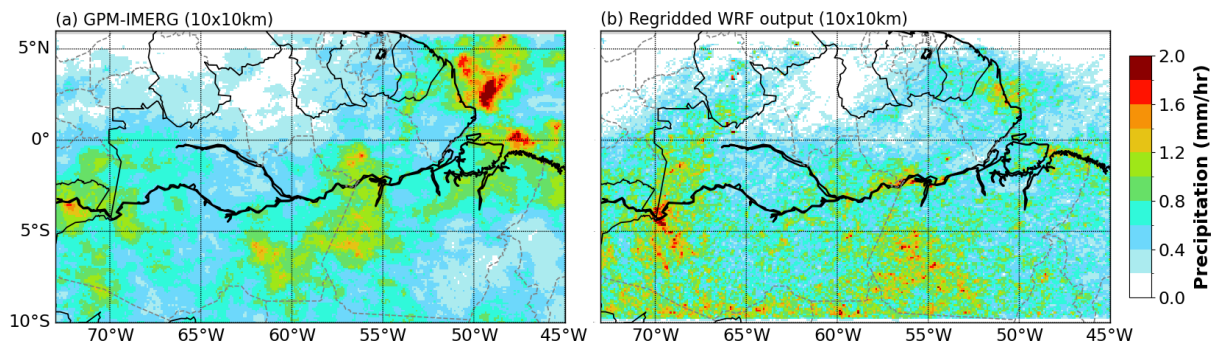 (a) GPM-IMERG (10x10km)
(b) Regridded WRF output (10x10km)
5°N
0°
5°S
10°S
70°W 65°W 60°W 55°W 50°W 45°W
70°W 65°W 60°W 55°W 50°W 45°W
2.0
1.6
1.2
0.8
0.4
0.0
Precipitation (mm/hr)